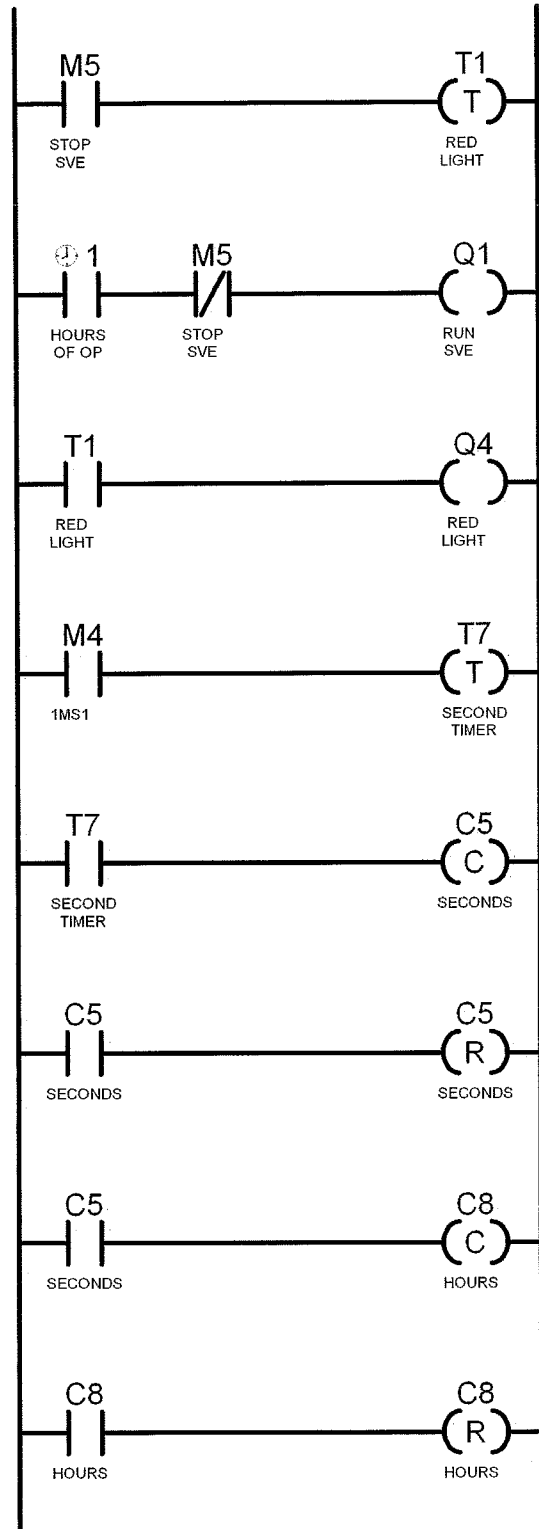 M5 T1
T
STOP SVE RED LIGHT
1 M5 Q1
HOURS OF OP STOP SVE RUN SVE
T1 Q4
RED LIGHT RED LIGHT
M4 T7
T
1MS1 SECOND TIMER
T7 C5
C
SECOND TIMER SECONDS
C5 C5
R
SECONDS SECONDS
C5 C8
C
SECONDS HOURS
C8 C8
R
HOURS HOURS